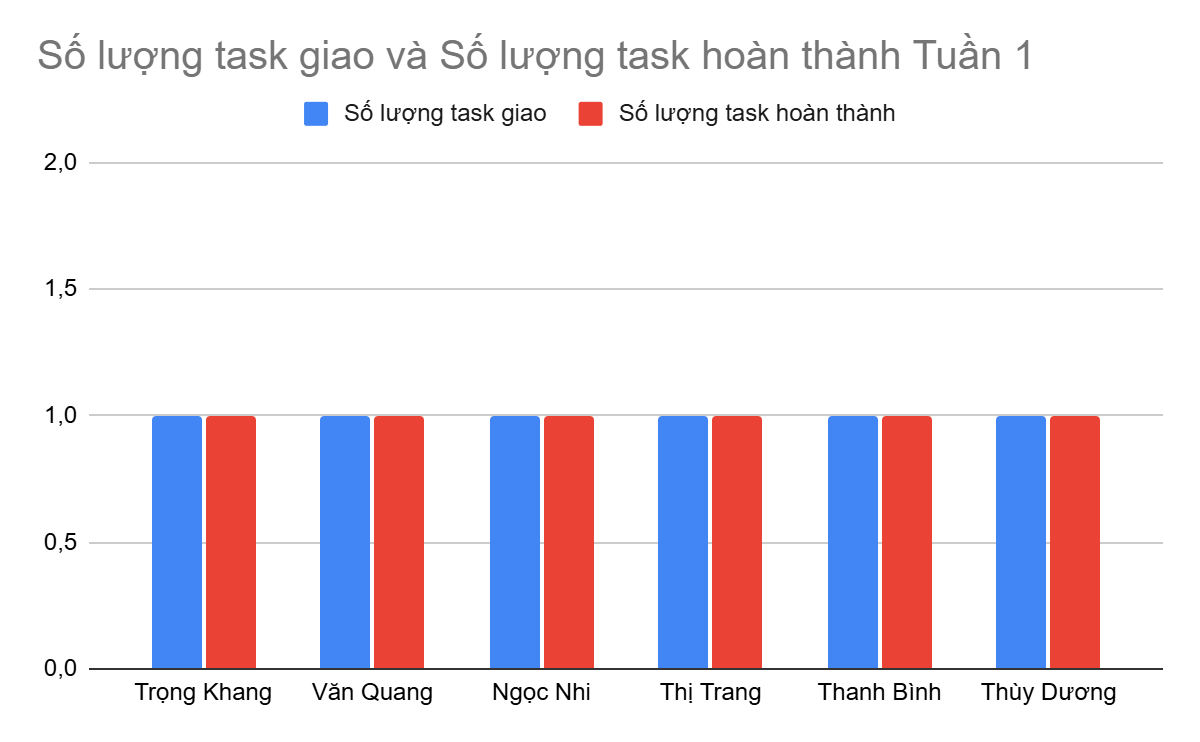 Số lượng task giao và Số lượng task hoàn thành Tuần 1
Số lượng task giao Số lượng task hoàn thành
2,0
1,5
1,0
0,5
0,0
Trọng Khang Văn Quang Ngọc Nhi Thị Trang Thanh Bình Thùy Dương